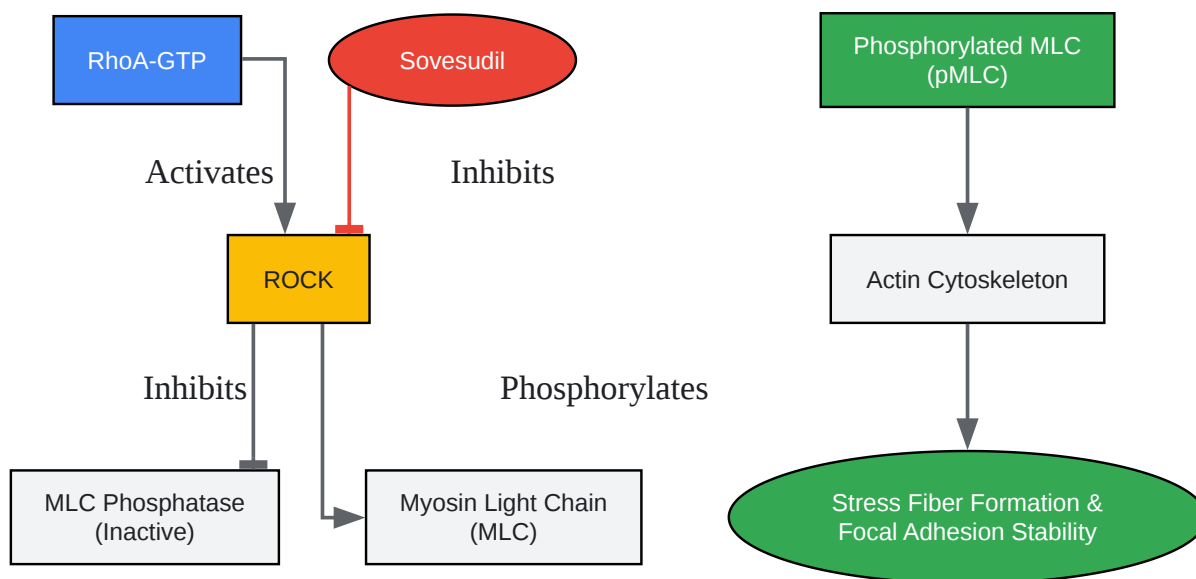 RhoA-GTP
Sovesudil
Phosphorylated MLC
(pMLC)
Activates
Inhibits
ROCK
Actin Cytoskeleton
Inhibits
Phosphorylates
MLC Phosphatase
(Inactive)
Myosin Light Chain
(MLC)
Stress Fiber Formation &
Focal Adhesion Stability